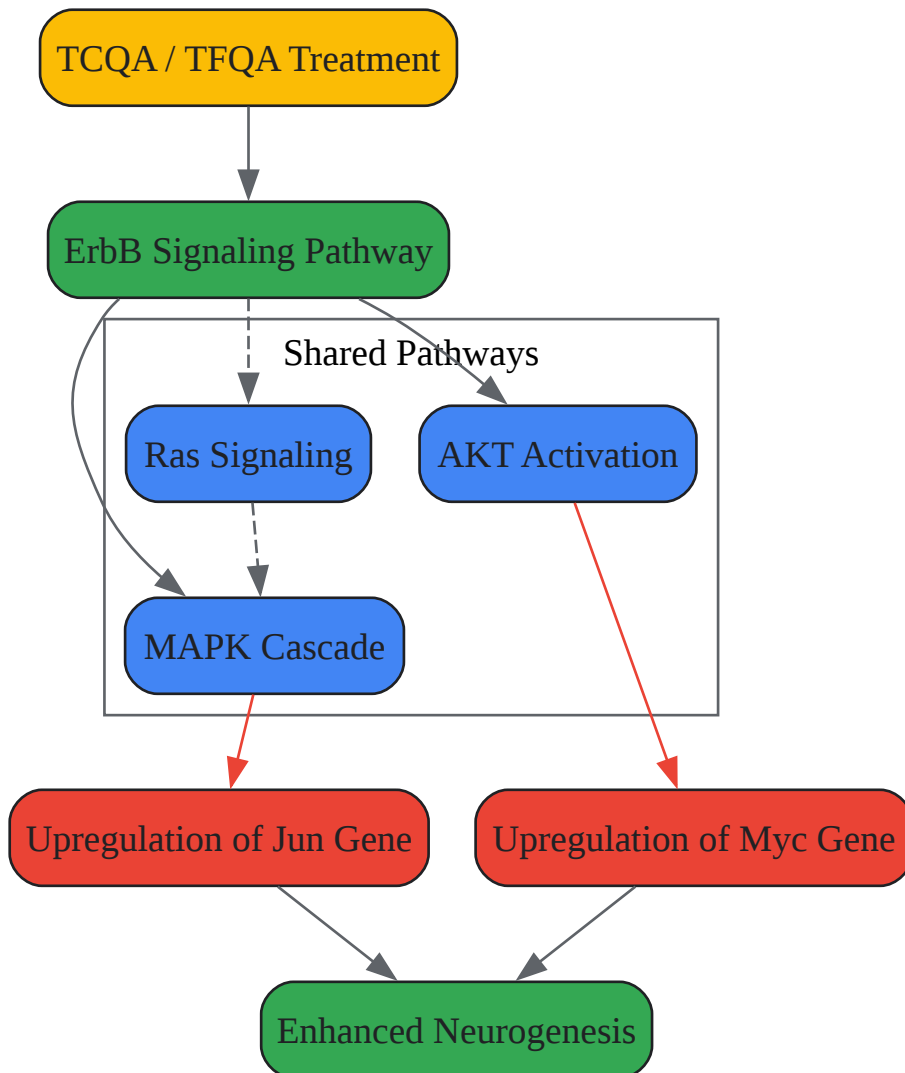 TCQA / TFQA Treatment
ErbB Signaling Pathway
Shared Pathways
Ras Signaling
AKT Activation
MAPK Cascade
Upregulation of Jun Gene
Upregulation of Myc Gene
Enhanced Neurogenesis